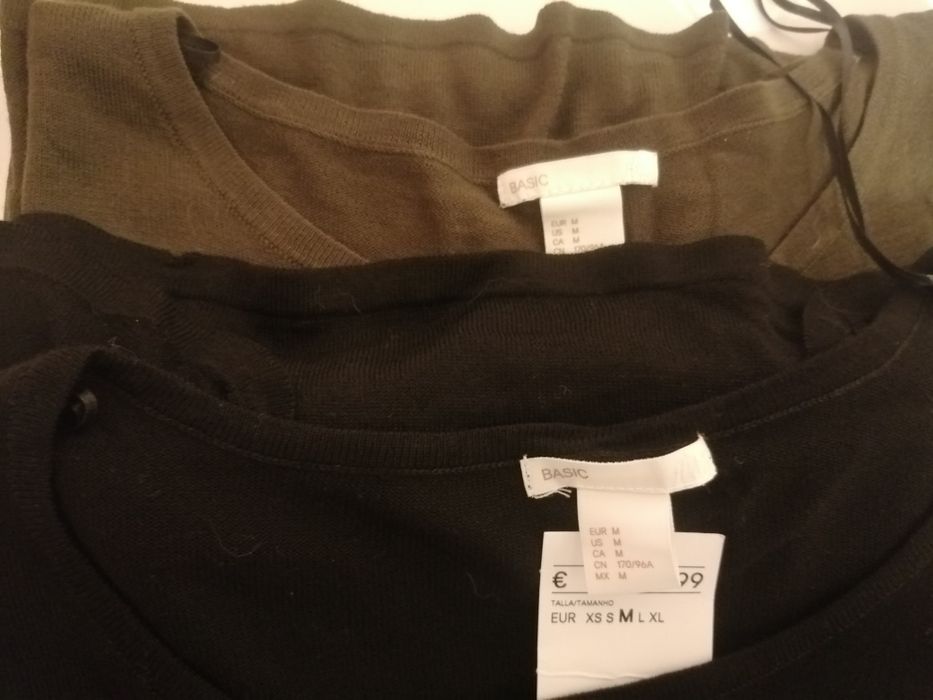 BASIC
EUR M
US M
CA M
BASIC
EUR M
US M
CA M
CN 170/96A
MX M
€ 99
TALLA/TAMANHO
EUR XS S M L XL